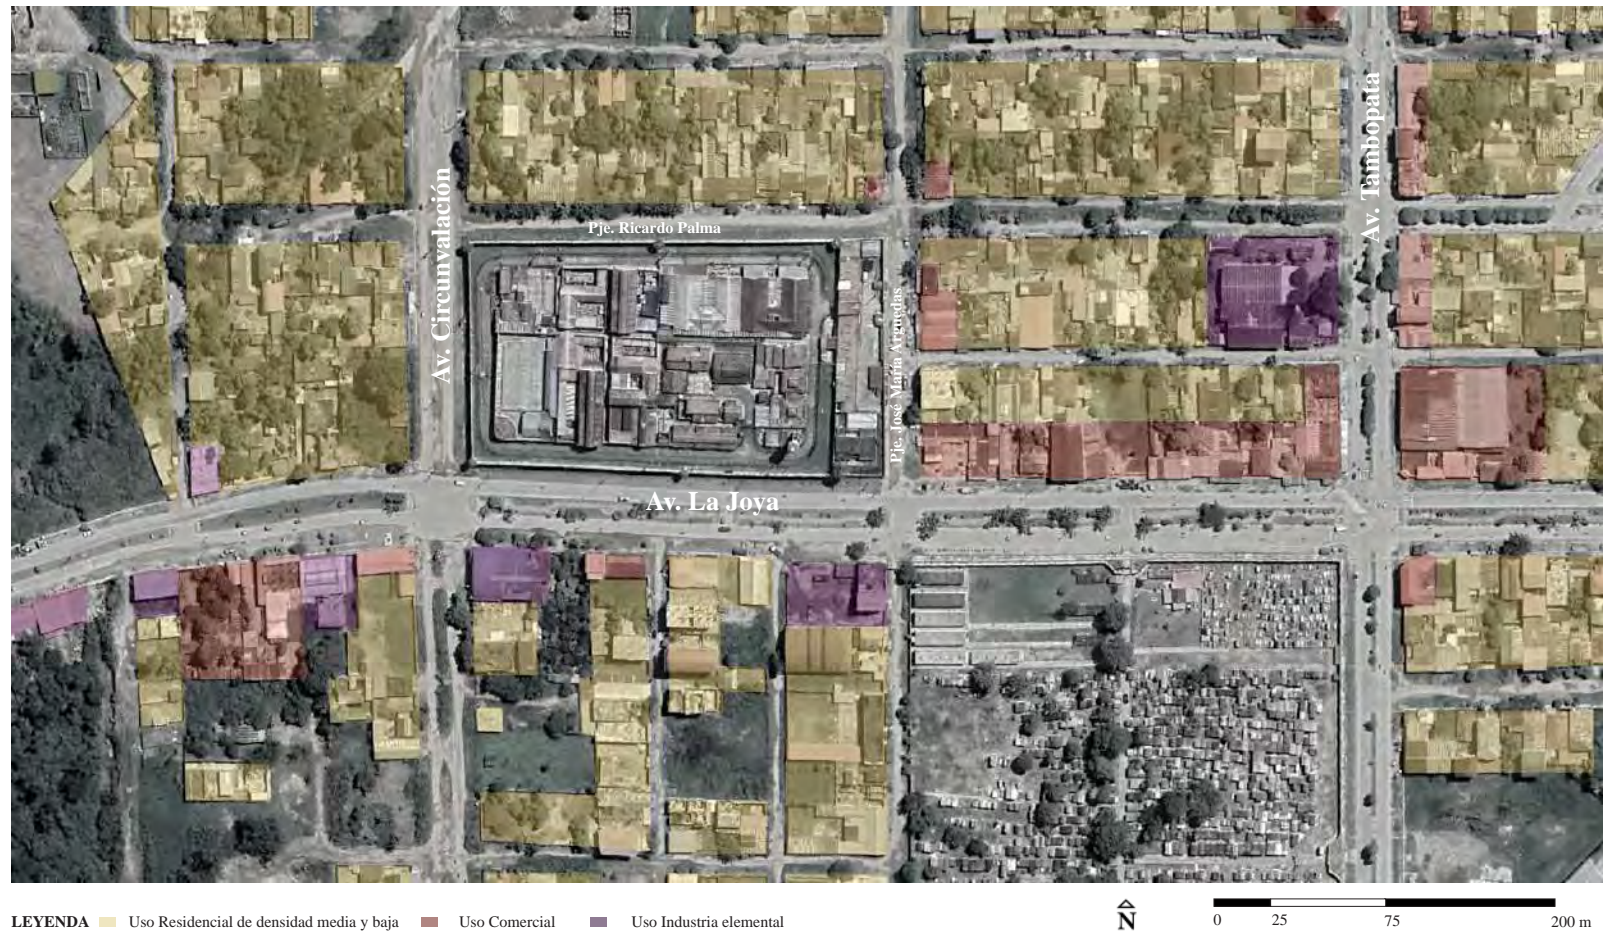 Av. Circunvalación
Av. Tambopata
Pje. Ricardo Palma
Pje. José María Arguedas
Av. La Joya
LEYENDA Uso Residencial de densidad media y baja Uso Comercial Uso Industria elemental
N
0 25 75 200 m